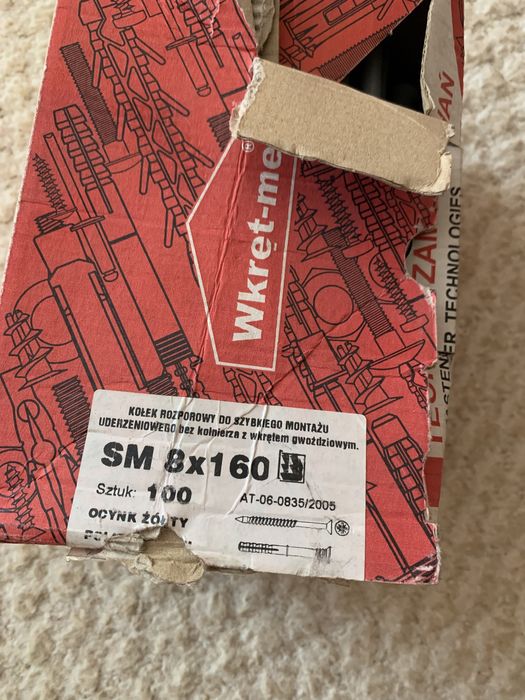 Wkręt-me
®
FASTENER TECHNOLOGIES
KOŁEK ROZPOROWY DO SZYBKIEGO MONTAŻU
UDERZENIOWEGO bez kołnierza z wkrętem gwoździowym.
SM 8x160
Sztuk: 100
AT-06-0835/2005
OCYNK ŻÓŁTY